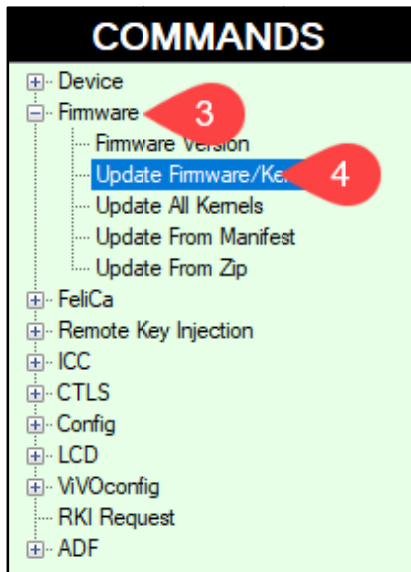 COMMANDS
Device
Firmware 3
Firmware Version
Update Firmware/Ke 4
Update All Kernels
Update From Manifest
Update From Zip
FeliCa
Remote Key Injection
ICC
CTLS
Config
LCD
ViVOconfig
RKI Request
ADF